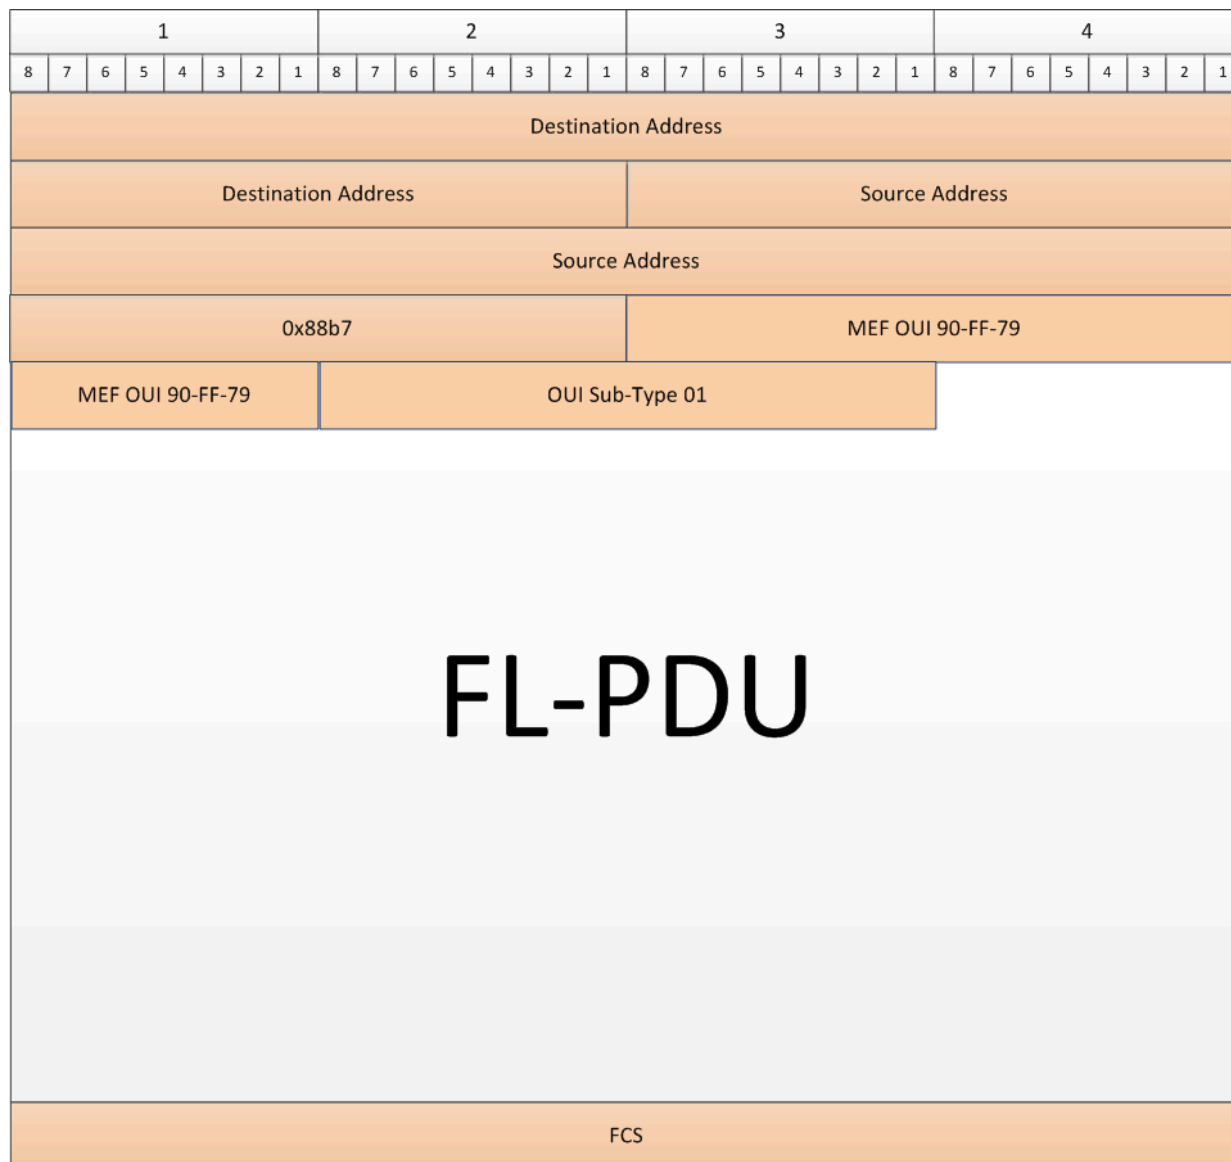 1 2 3 4
8 7 6 5 4 3 2 1 8 7 6 5 4 3 2 1 8 7 6 5 4 3 2 1 8 7 6 5 4 3 2 1
Destination Address
Destination Address Source Address
Source Address
0x88b7 MEF OUI 90-FF-79
MEF OUI 90-FF-79 OUI Sub-Type 01
FL-PDU
FCS